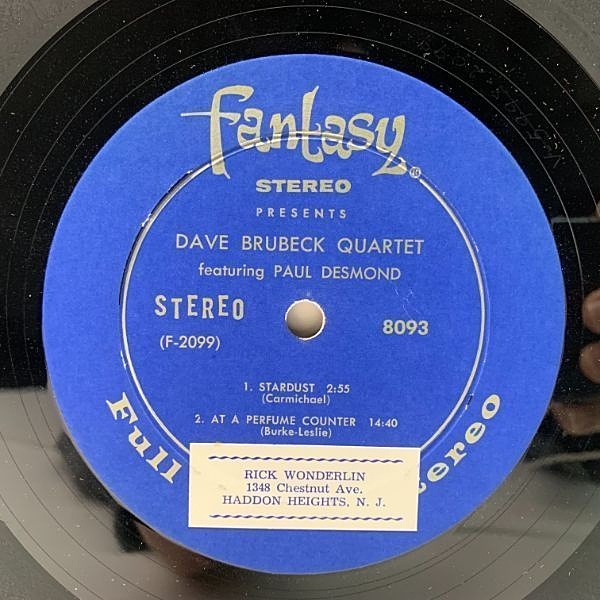 Fantasy
®
STEREO
PRESENTS
DAVE BRUBECK QUARTET
featuring PAUL DESMOND
STEREO
(F-2099)
8093
1. STARDUST 2:55
(Carmichael)
2. AT A PERFUME COUNTER 14:40
(Burke-Leslie)
Full
tereo
RICK WONDERLIN
1348 Chestnut Ave.
HADDON HEIGHTS, N. J.